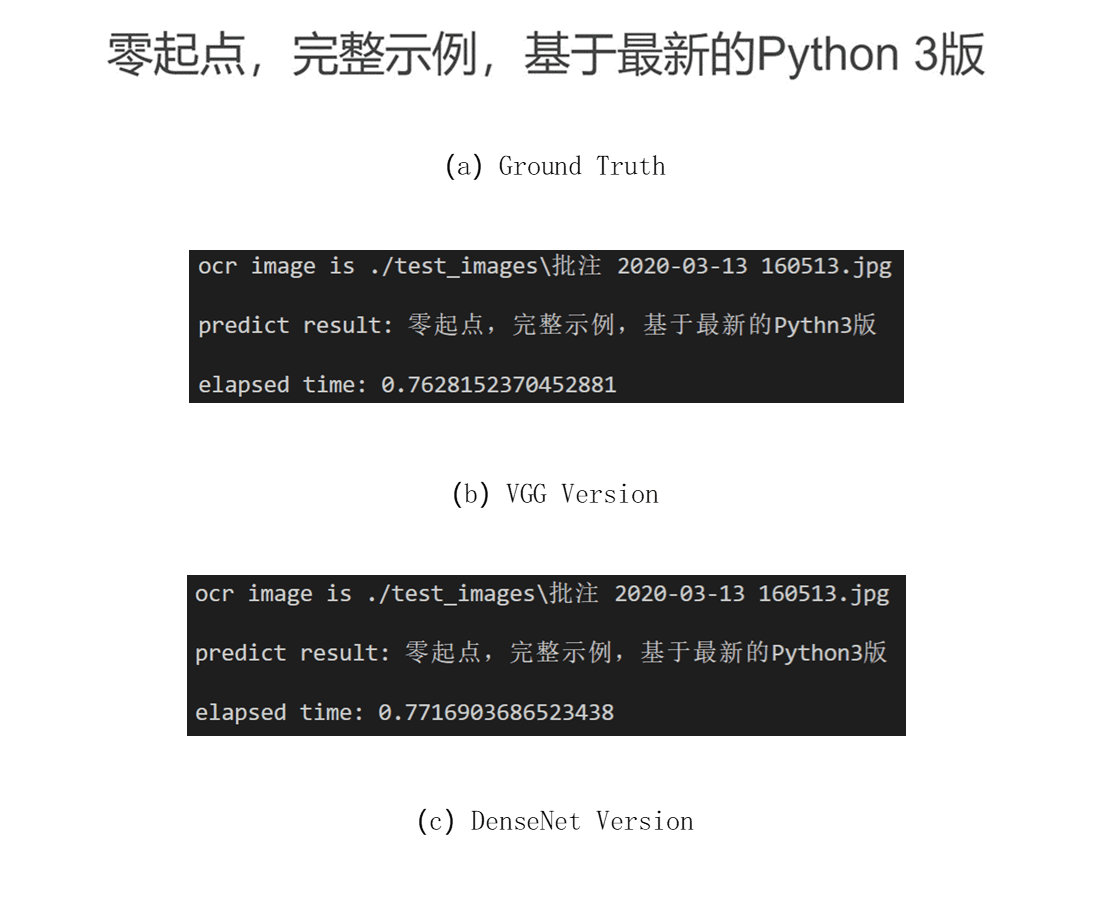 零起点，完整示例，基于最新的Python 3版
(a) Ground Truth
ocr image is ./test_images\批注 2020-03-13 160513.jpg
predict result: 零起点，完整示例，基于最新的Pythn3版
elapsed time: 0.7628152370452881
(b) VGG Version
ocr image is ./test_images\批注 2020-03-13 160513.jpg
predict result: 零起点，完整示例，基于最新的Python3版
elapsed time: 0.7716903686523438
(c) DenseNet Version